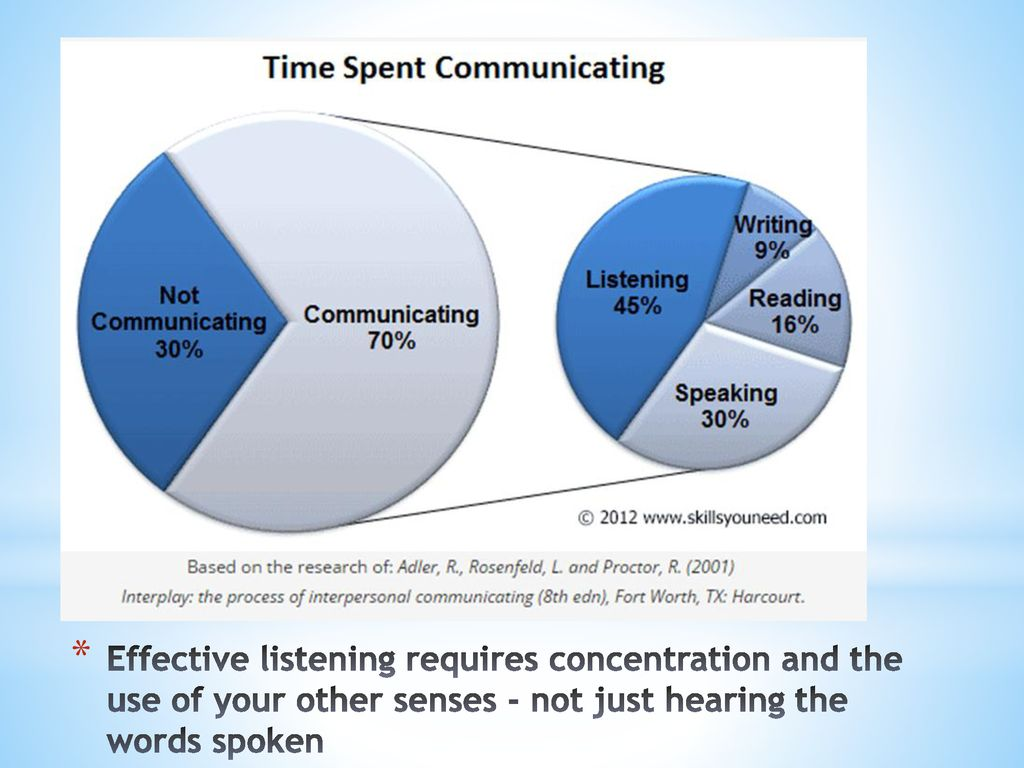 Time Spent Communicating
Not
Communicating
30%
Communicating
70%
Listening
45%
Writing
9%
Reading
16%
Speaking
30%
© 2012 www.skillsyouneed.com
Based on the research of: Adler, R., Rosenfeld, L. and Proctor, R. (2001)
Interplay: the process of interpersonal communicating (8th edn), Fort Worth, TX: Harcourt.
* Effective listening requires concentration and the
use of your other senses - not just hearing the
words spoken